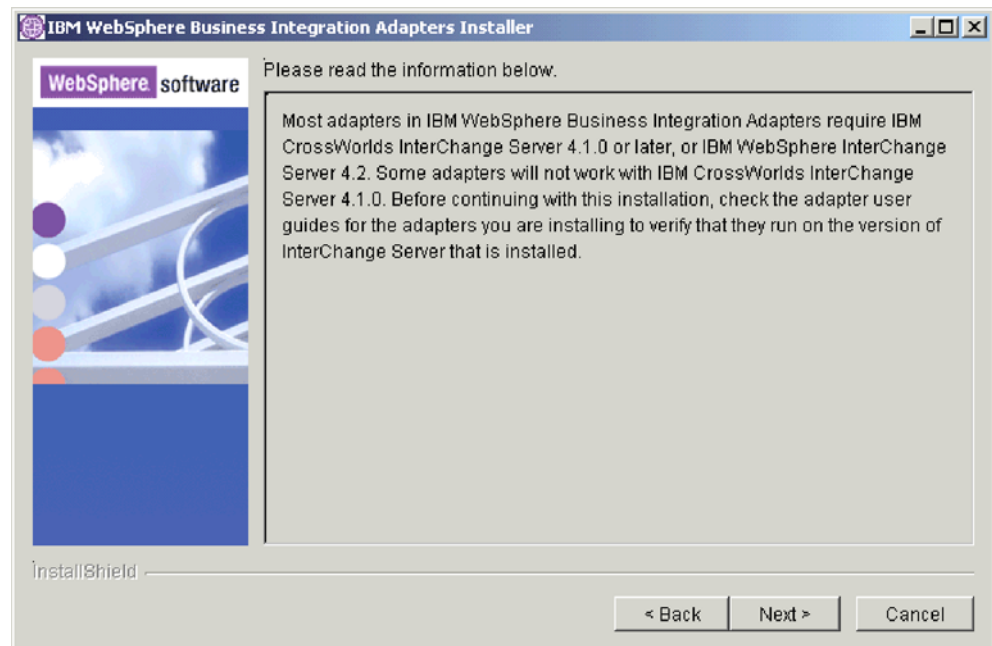 IBM WebSphere Business Integration Adapters Installer
WebSphere. software
Please read the information below.
Most adapters in IBM WebSphere Business Integration Adapters require IBM
CrossWorlds InterChange Server 4.1.0 or later, or IBM WebSphere InterChange
Server 4.2. Some adapters will not work with IBM CrossWorlds InterChange
Server 4.1.0. Before continuing with this installation, check the adapter user
guides for the adapters you are installing to verify that they run on the version of
InterChange Server that is installed.
InstallShield
< Back
Next >
Cancel